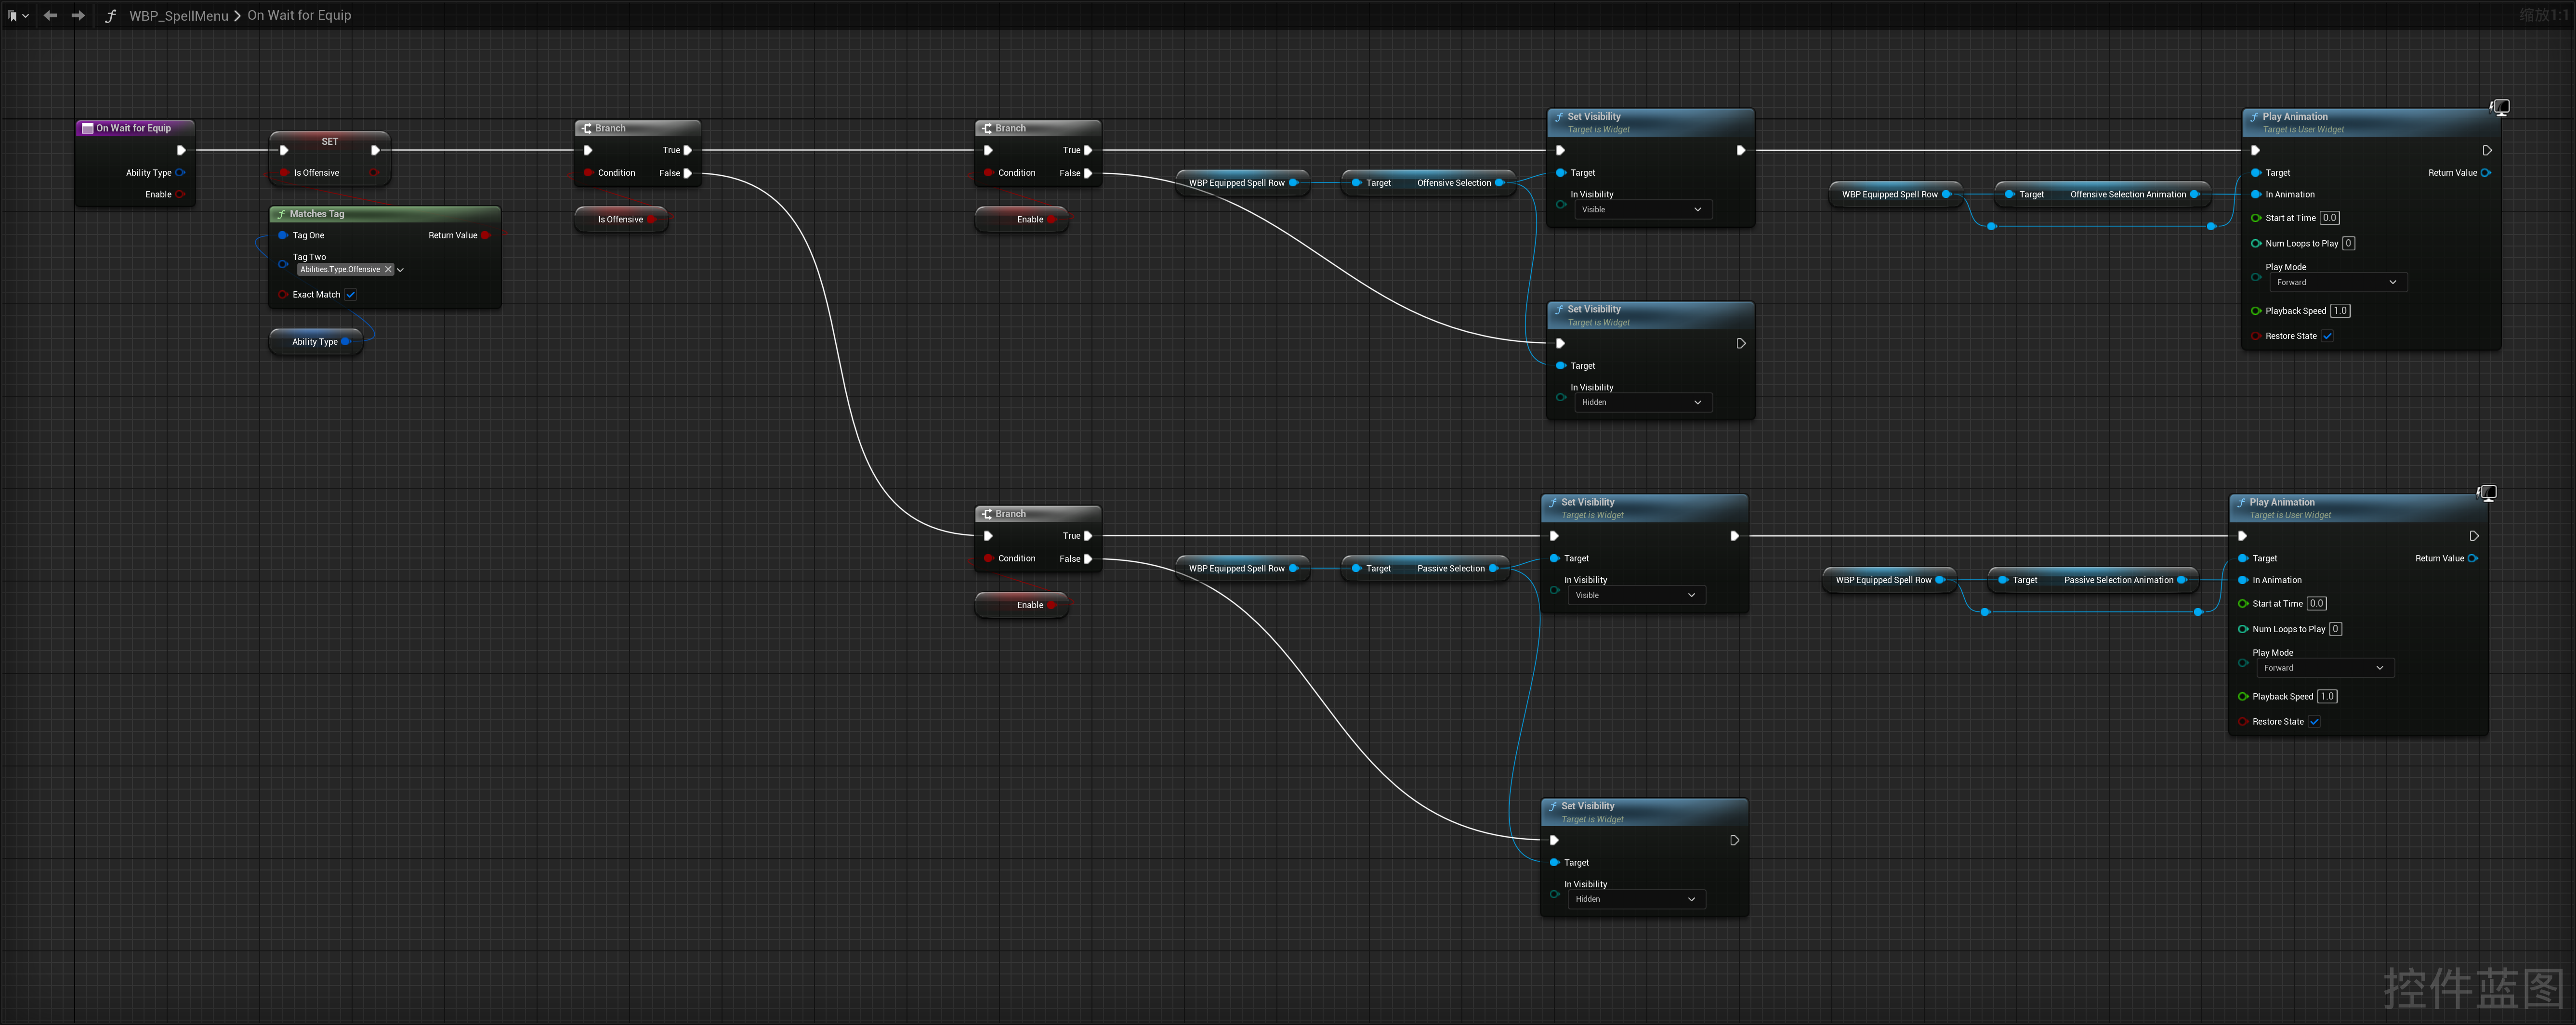 WBP_SpellMenu > On Wait for Equip
缩放1:1
On Wait for Equip
Ability Type
Enable
SET
Is Offensive
Matches Tag
Tag One
Return Value
Tag Two
Abilities.Type.Offensive
Exact Match
Ability Type
Branch
True
Condition
False
Is Offensive
Branch
True
Condition
False
Enable
WBP Equipped Spell Row
Target
Offensive Selection
Set Visibility
Target is Widget
Target
In Visibility
Visible
Set Visibility
Target is Widget
Target
In Visibility
Hidden
WBP Equipped Spell Row
Target
Offensive Selection Animation
Play Animation
Target is User Widget
Target
Return Value
In Animation
Start at Time 0.0
Num Loops to Play 0
Play Mode
Forward
Playback Speed 1.0
Restore State
Branch
True
Condition
False
Enable
WBP Equipped Spell Row
Target
Passive Selection
Set Visibility
Target is Widget
Target
In Visibility
Visible
Set Visibility
Target is Widget
Target
In Visibility
Hidden
WBP Equipped Spell Row
Target
Passive Selection Animation
Play Animation
Target is User Widget
Target
Return Value
In Animation
Start at Time 0.0
Num Loops to Play 0
Play Mode
Forward
Playback Speed 1.0
Restore State
控件蓝图